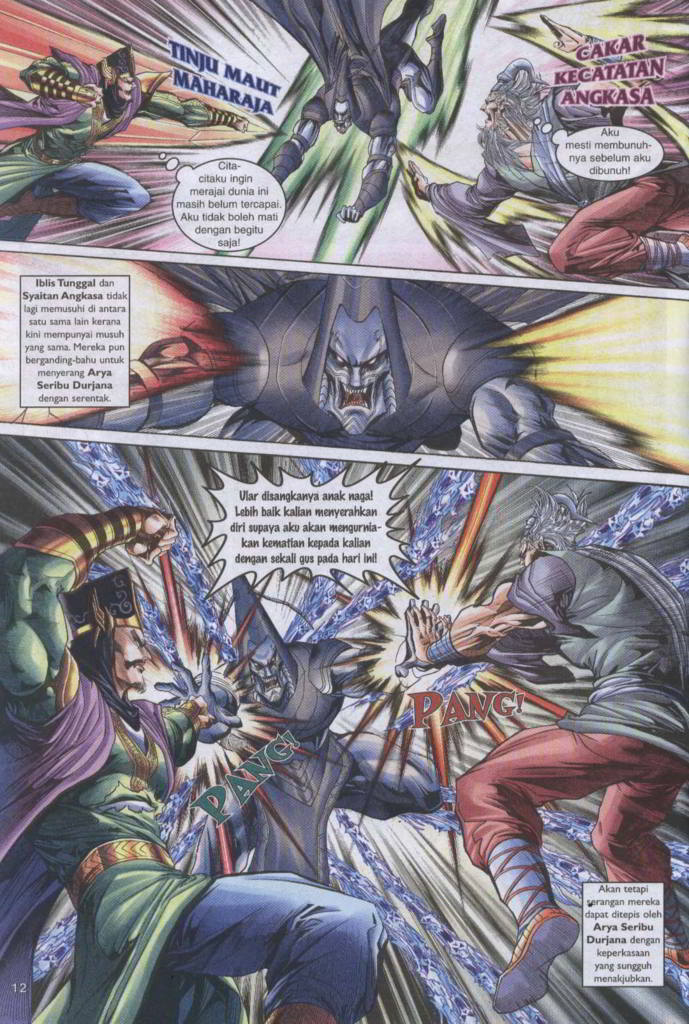 TINJU MAUT
MAHARAJA
CAKAR
KECATATAN
ANGKASA
Cita-
citaku ingin
merajai dunia ini
masih belum tercapai.
Aku tidak boleh mati
dengan begitu
saja!
Aku
mesti membunuh-
nya sebelum aku
dibunuh!
Iblis Tunggal dan
Syaitan Angkasa tidak
lagi memusuhi di antara
satu sama lain kerana
kini mempunyai musuh
yang sama. Mereka pun
berganding-bahu untuk
menyerang Arya
Seribu Durjana
dengan serentak.
Ular disangkanya anak naga!
Lebih baik kalian menyerahkan
diri supaya aku akan mengurnia-
kan kematian kepada kalian
dengan sekali gus pada hari ini!
PANG!
PANG!
Akan tetapi
serangan mereka
dapat ditepis oleh
Arya Seribu
Durjana dengan
keperkasaan
yang sungguh
menakjubkan.
12